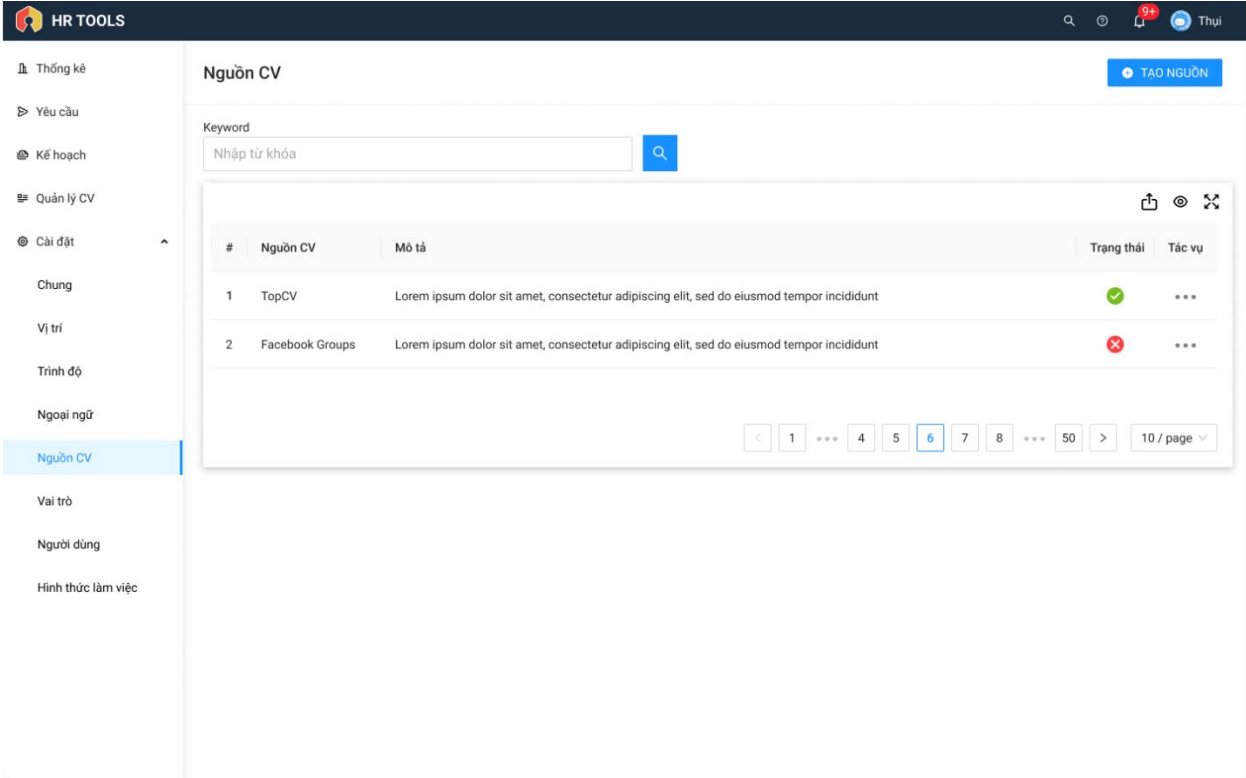 HR TOOLS
9+
Thụi
Thống kê
Yêu cầu
Kế hoạch
Quản lý CV
Cài đặt
Chung
Vị trí
Trình độ
Ngoại ngữ
Nguồn CV
Vai trò
Người dùng
Hình thức làm việc
Nguồn CV
TẠO NGUỒN
Keyword
Nhập từ khóa
# Nguồn CV Mô tả Trạng thái Tác vụ
1 TopCV Lorem ipsum dolor sit amet, consectetur adipiscing elit, sed do eiusmod tempor incididunt
2 Facebook Groups Lorem ipsum dolor sit amet, consectetur adipiscing elit, sed do eiusmod tempor incididunt
< 1 ••• 4 5 6 7 8 ••• 50 > 10 / page